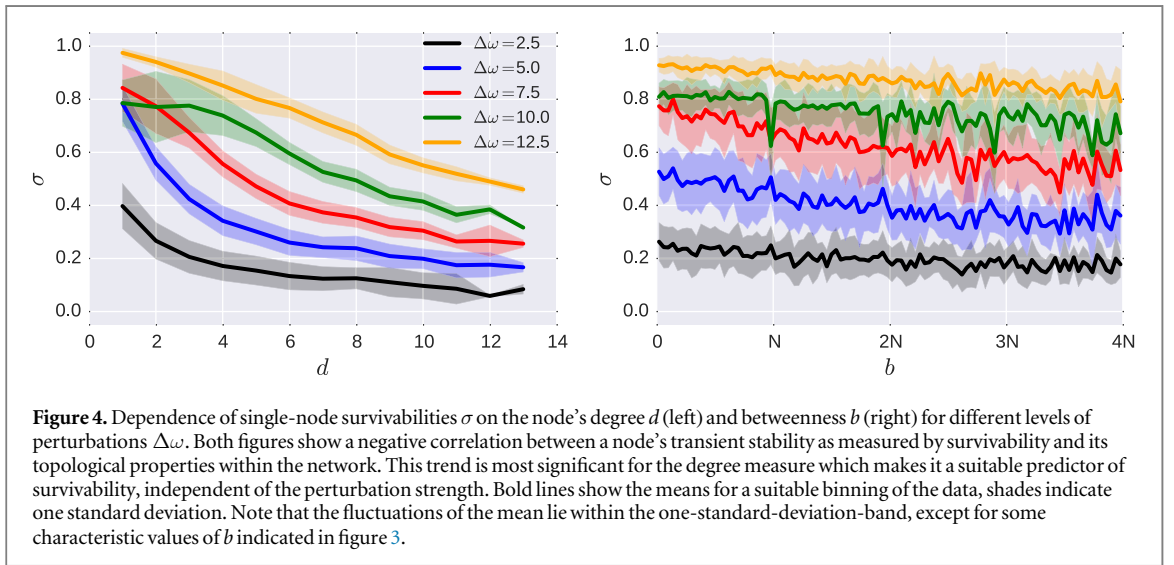 1.0
0.8
0.6
0.4
0.2
0.0
σ
0 2 4 6 8 10 12 14
d
Δω=2.5
Δω=5.0
Δω=7.5
Δω=10.0
Δω=12.5
1.0
0.8
0.6
0.4
0.2
0.0
σ
0 N 2N 3N 4N
b
Figure 4. Dependence of single-node survivabilities σ on the node's degree d (left) and betweenness b (right) for different levels of
perturbations Δω. Both figures show a negative correlation between a node's transient stability as measured by survivability and its
topological properties within the network. This trend is most significant for the degree measure which makes it a suitable predictor of
survivability, independent of the perturbation strength. Bold lines show the means for a suitable binning of the data, shades indicate
one standard deviation. Note that the fluctuations of the mean lie within the one-standard-deviation-band, except for some
characteristic values of b indicated in figure 3.